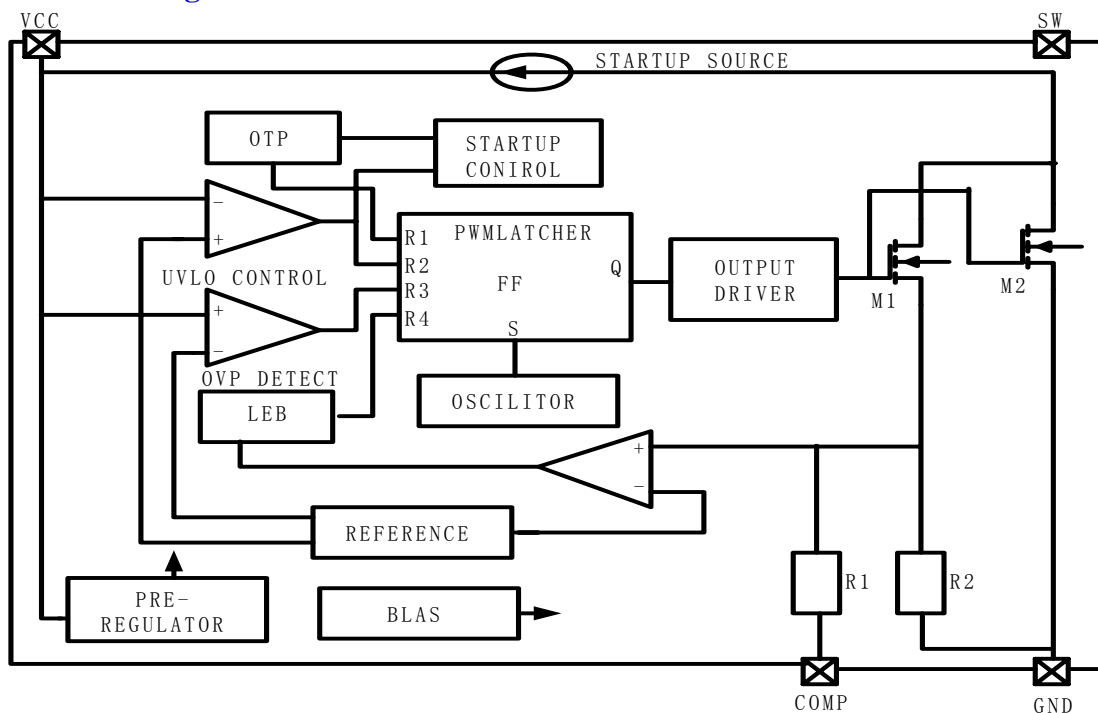 VCC
SW
STARTUP SOURCE
OTP
STARTUP
CONIROL
-
+
R1
R2
R3
R4
PWMLATCHER
FF
Q
S
UVLO CONTROL
OUTPUT
DRIVER
M1
M2
+
-
OVP DETECT
LEB
OSCILITOR
+
-
REFERENCE
PRE-
REGULATOR
BLAS
R1
R2
COMP
GND